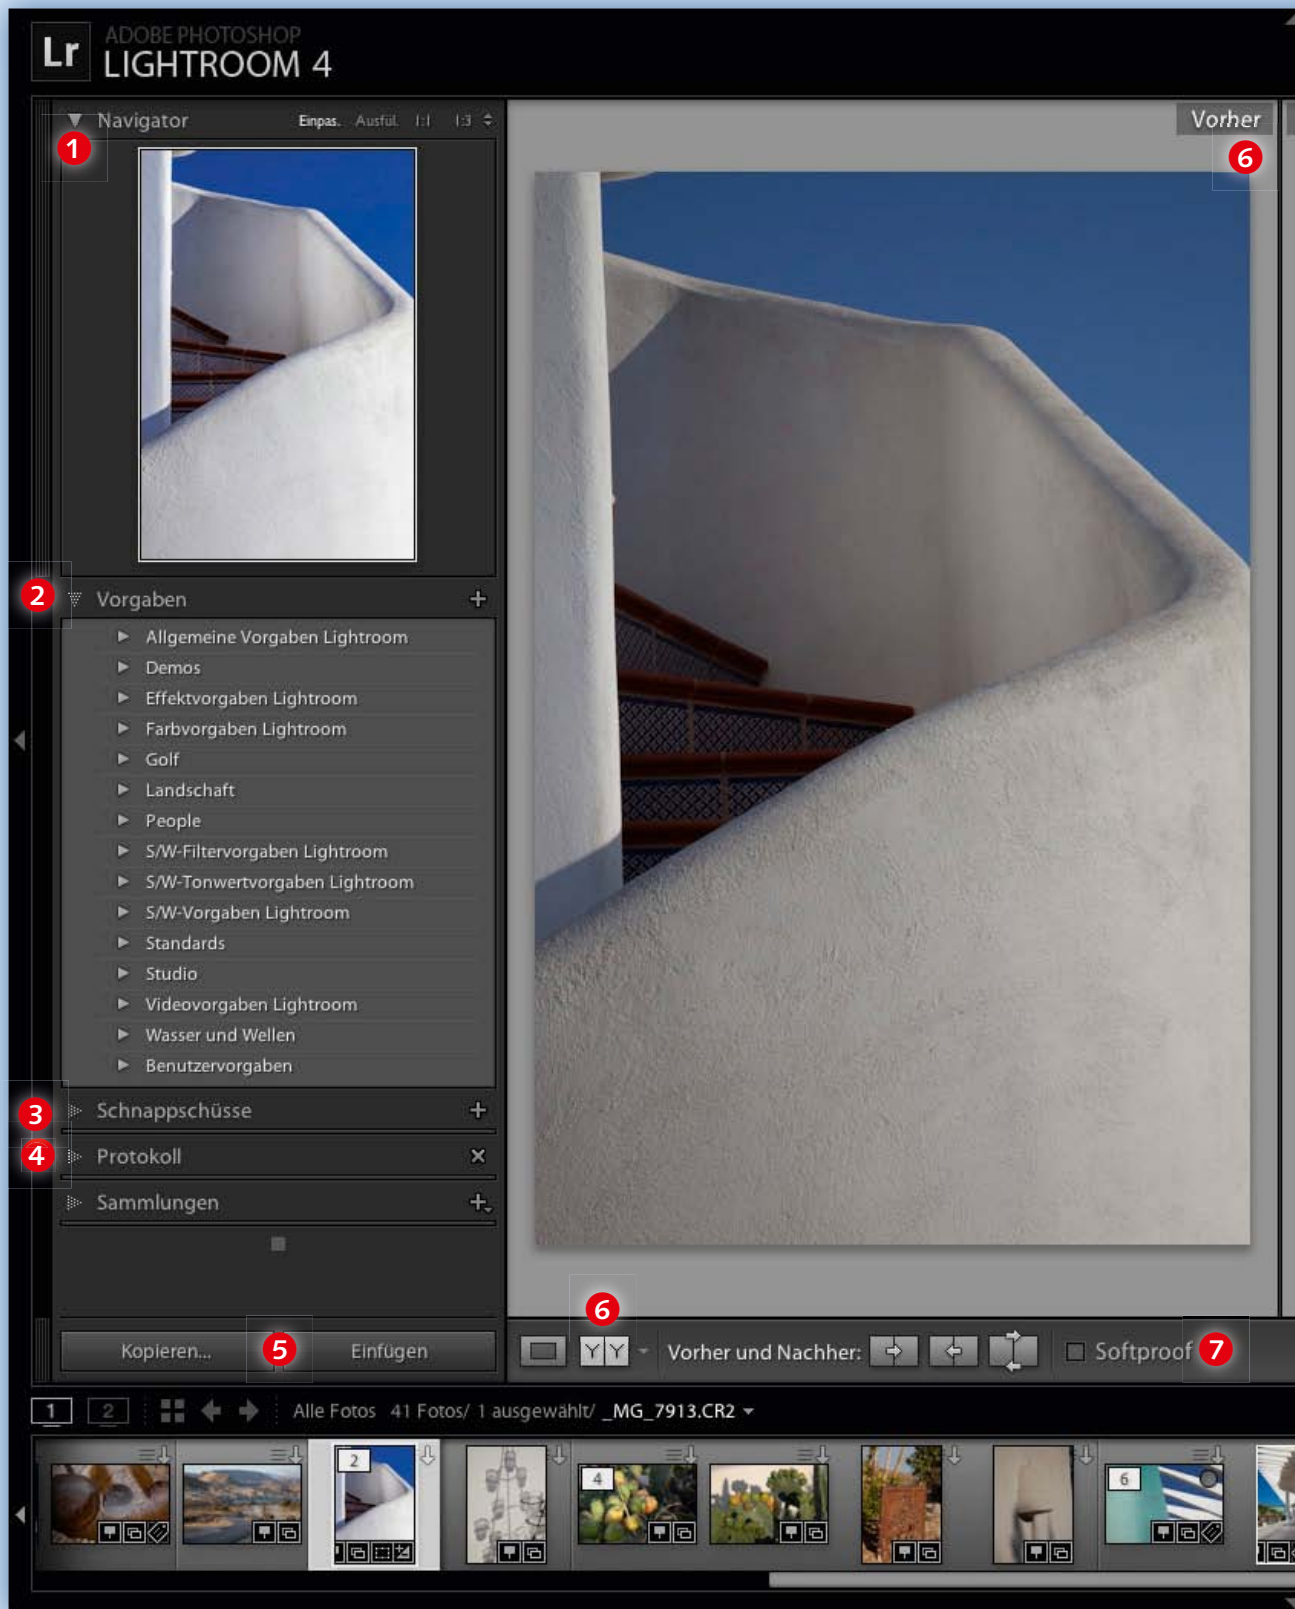 Lr
ADOBE PHOTOSHOP
LIGHTROOM 4
Navigator Einpas. Ausfül. 1:1 1:3
1
Vorher
6
2
Vorgaben +
Allgemeine Vorgaben Lightroom
Demos
Effektvorgaben Lightroom
Farbvorgaben Lightroom
Golf
Landschaft
People
S/W-Filtervorgaben Lightroom
S/W-Tonwertvorgaben Lightroom
S/W-Vorgaben Lightroom
Standards
Studio
Videovorgaben Lightroom
Wasser und Wellen
Benutzervorgaben
3 Schnappschüsse +
4 Protokoll ×
Sammlungen +
6
Kopieren... 5 Einfügen
Y Y Vorher und Nachher: Softproof 7
1 2 Alle Fotos 41 Fotos/ 1 ausgewählt/ _MG_7913.CR2
2
4
6